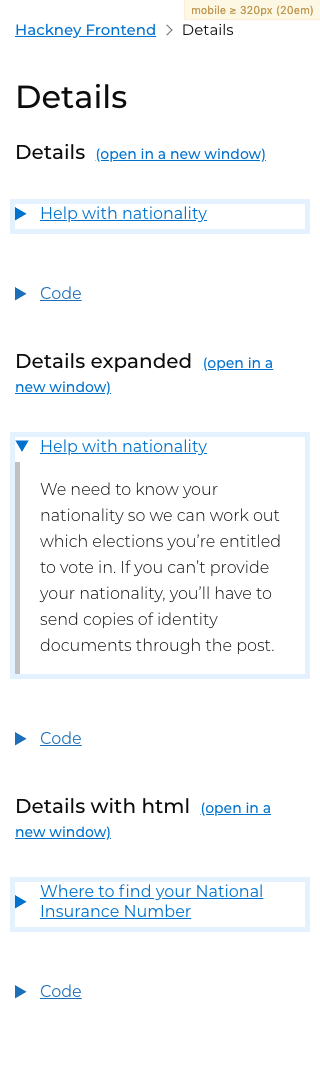 mobile ≥ 320px (20em)
Hackney Frontend > Details
Details
Details (open in a new window)
Help with nationality
Code
Details expanded (open in a
new window)
Help with nationality
We need to know your
nationality so we can work out
which elections you’re entitled
to vote in. If you can’t provide
your nationality, you’ll have to
send copies of identity
documents through the post.
Code
Details with html (open in a
new window)
Where to find your National
Insurance Number
Code